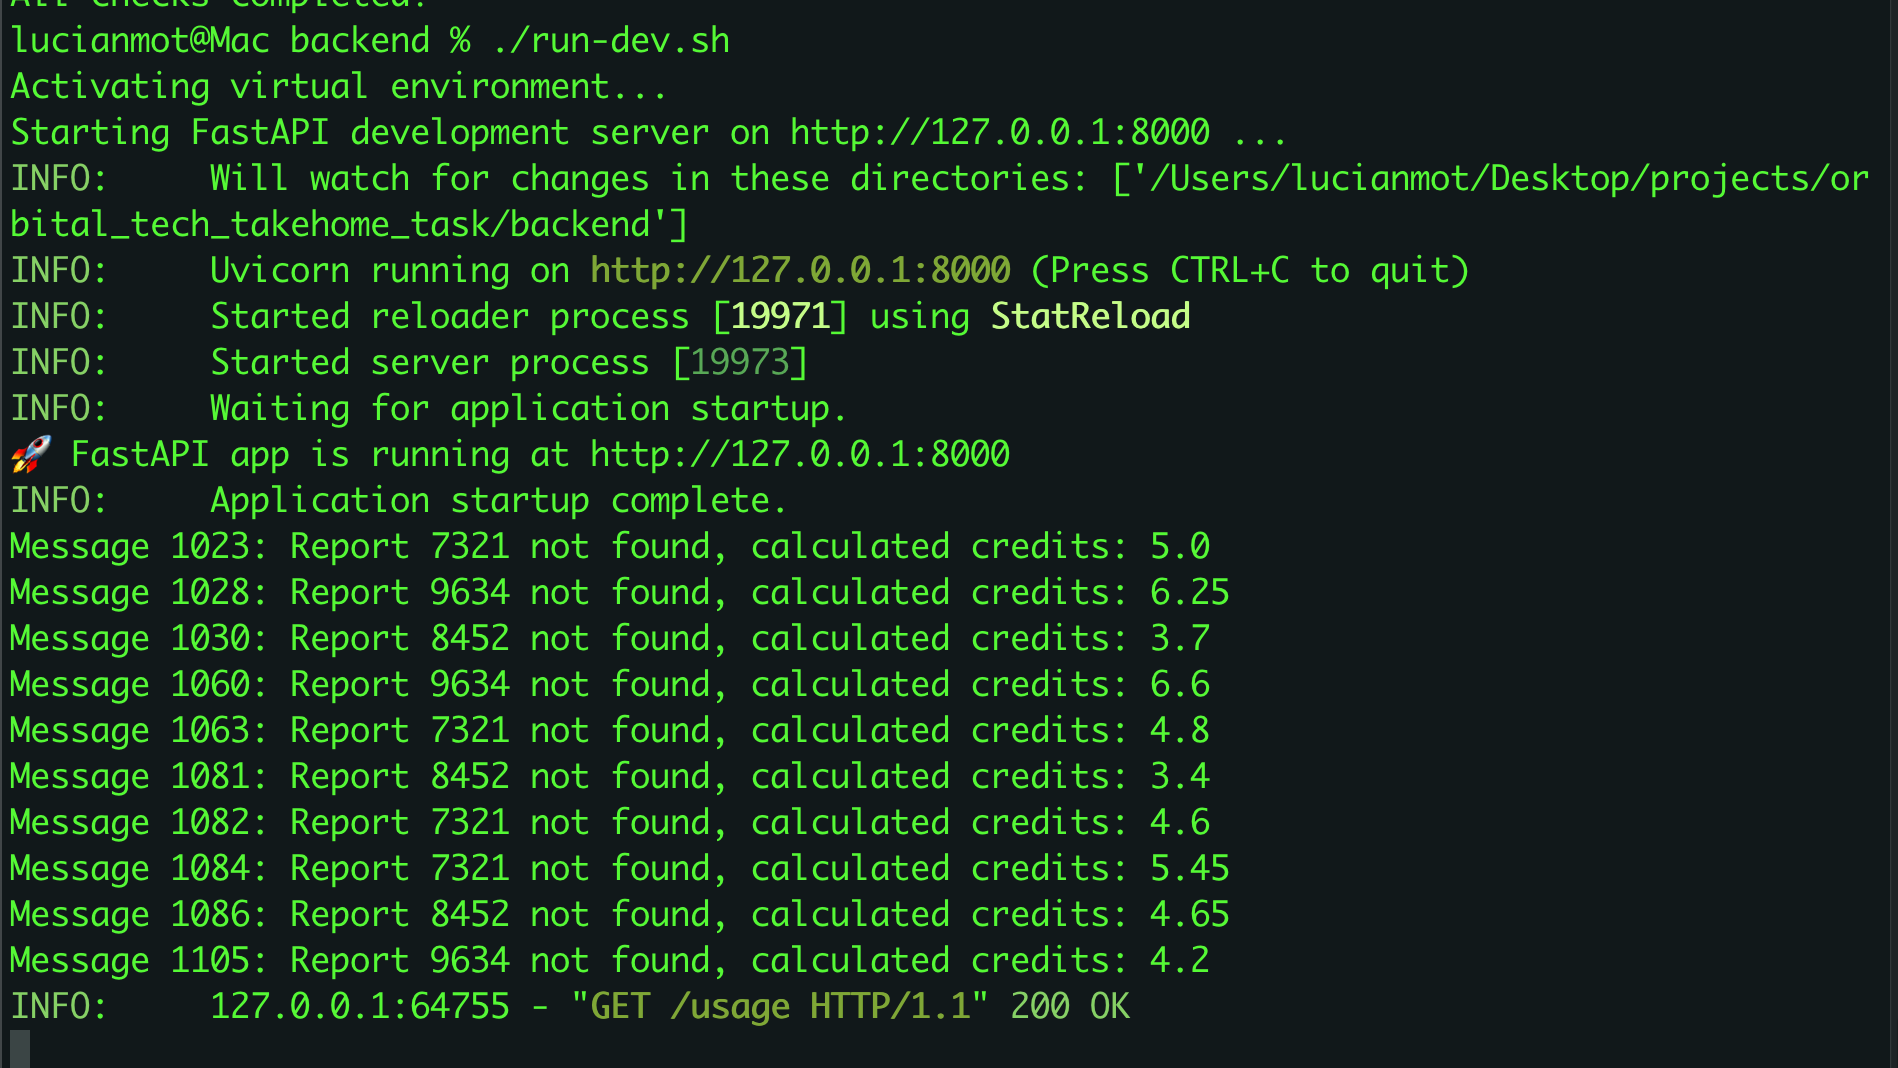 All checks completed.
lucianmot@Mac backend % ./run-dev.sh
Activating virtual environment...
Starting FastAPI development server on http://127.0.0.1:8000 ...
INFO:     Will watch for changes in these directories: ['/Users/lucianmot/Desktop/projects/or
bital_tech_takehome_task/backend']
INFO:     Uvicorn running on http://127.0.0.1:8000 (Press CTRL+C to quit)
INFO:     Started reloader process [19971] using StatReload
INFO:     Started server process [19973]
INFO:     Waiting for application startup.
🚀 FastAPI app is running at http://127.0.0.1:8000
INFO:     Application startup complete.
Message 1023: Report 7321 not found, calculated credits: 5.0
Message 1028: Report 9634 not found, calculated credits: 6.25
Message 1030: Report 8452 not found, calculated credits: 3.7
Message 1060: Report 9634 not found, calculated credits: 6.6
Message 1063: Report 7321 not found, calculated credits: 4.8
Message 1081: Report 8452 not found, calculated credits: 3.4
Message 1082: Report 7321 not found, calculated credits: 4.6
Message 1084: Report 7321 not found, calculated credits: 5.45
Message 1086: Report 8452 not found, calculated credits: 4.65
Message 1105: Report 9634 not found, calculated credits: 4.2
INFO:     127.0.0.1:64755 - "GET /usage HTTP/1.1" 200 OK